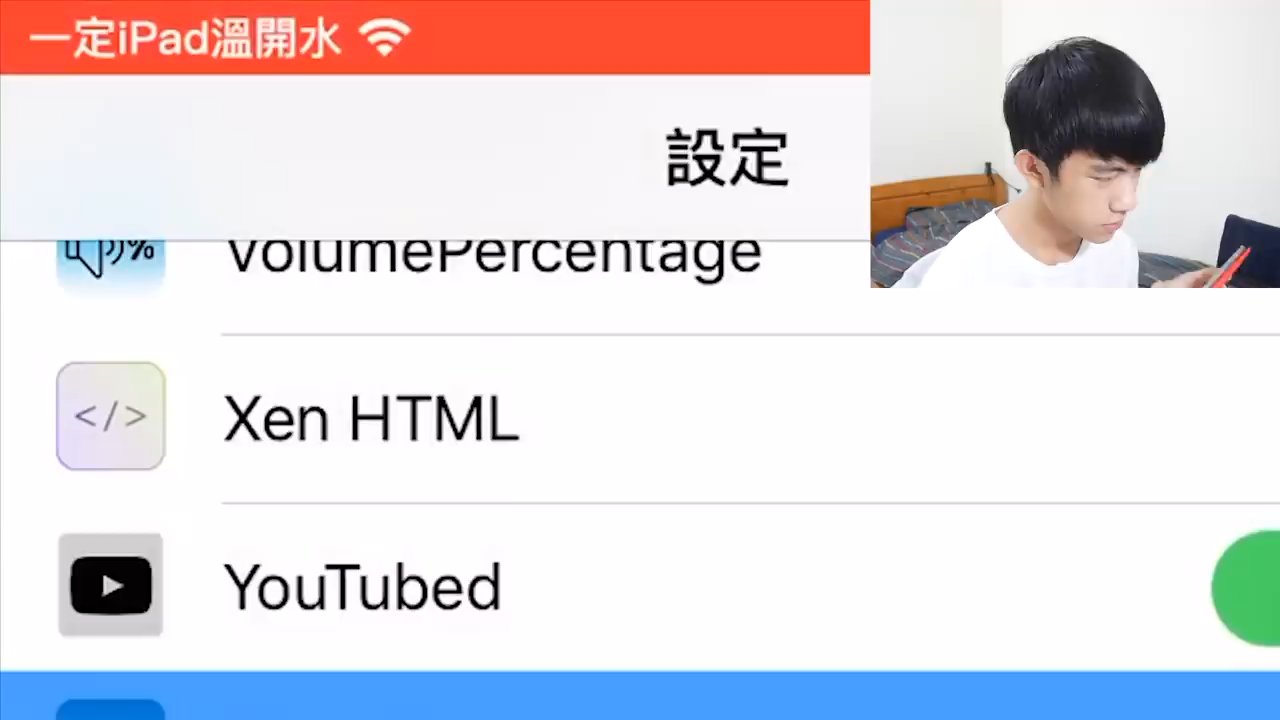 一定iPad溫開水
設定
%
VolumePercentage
</>
Xen HTML
YouTubed